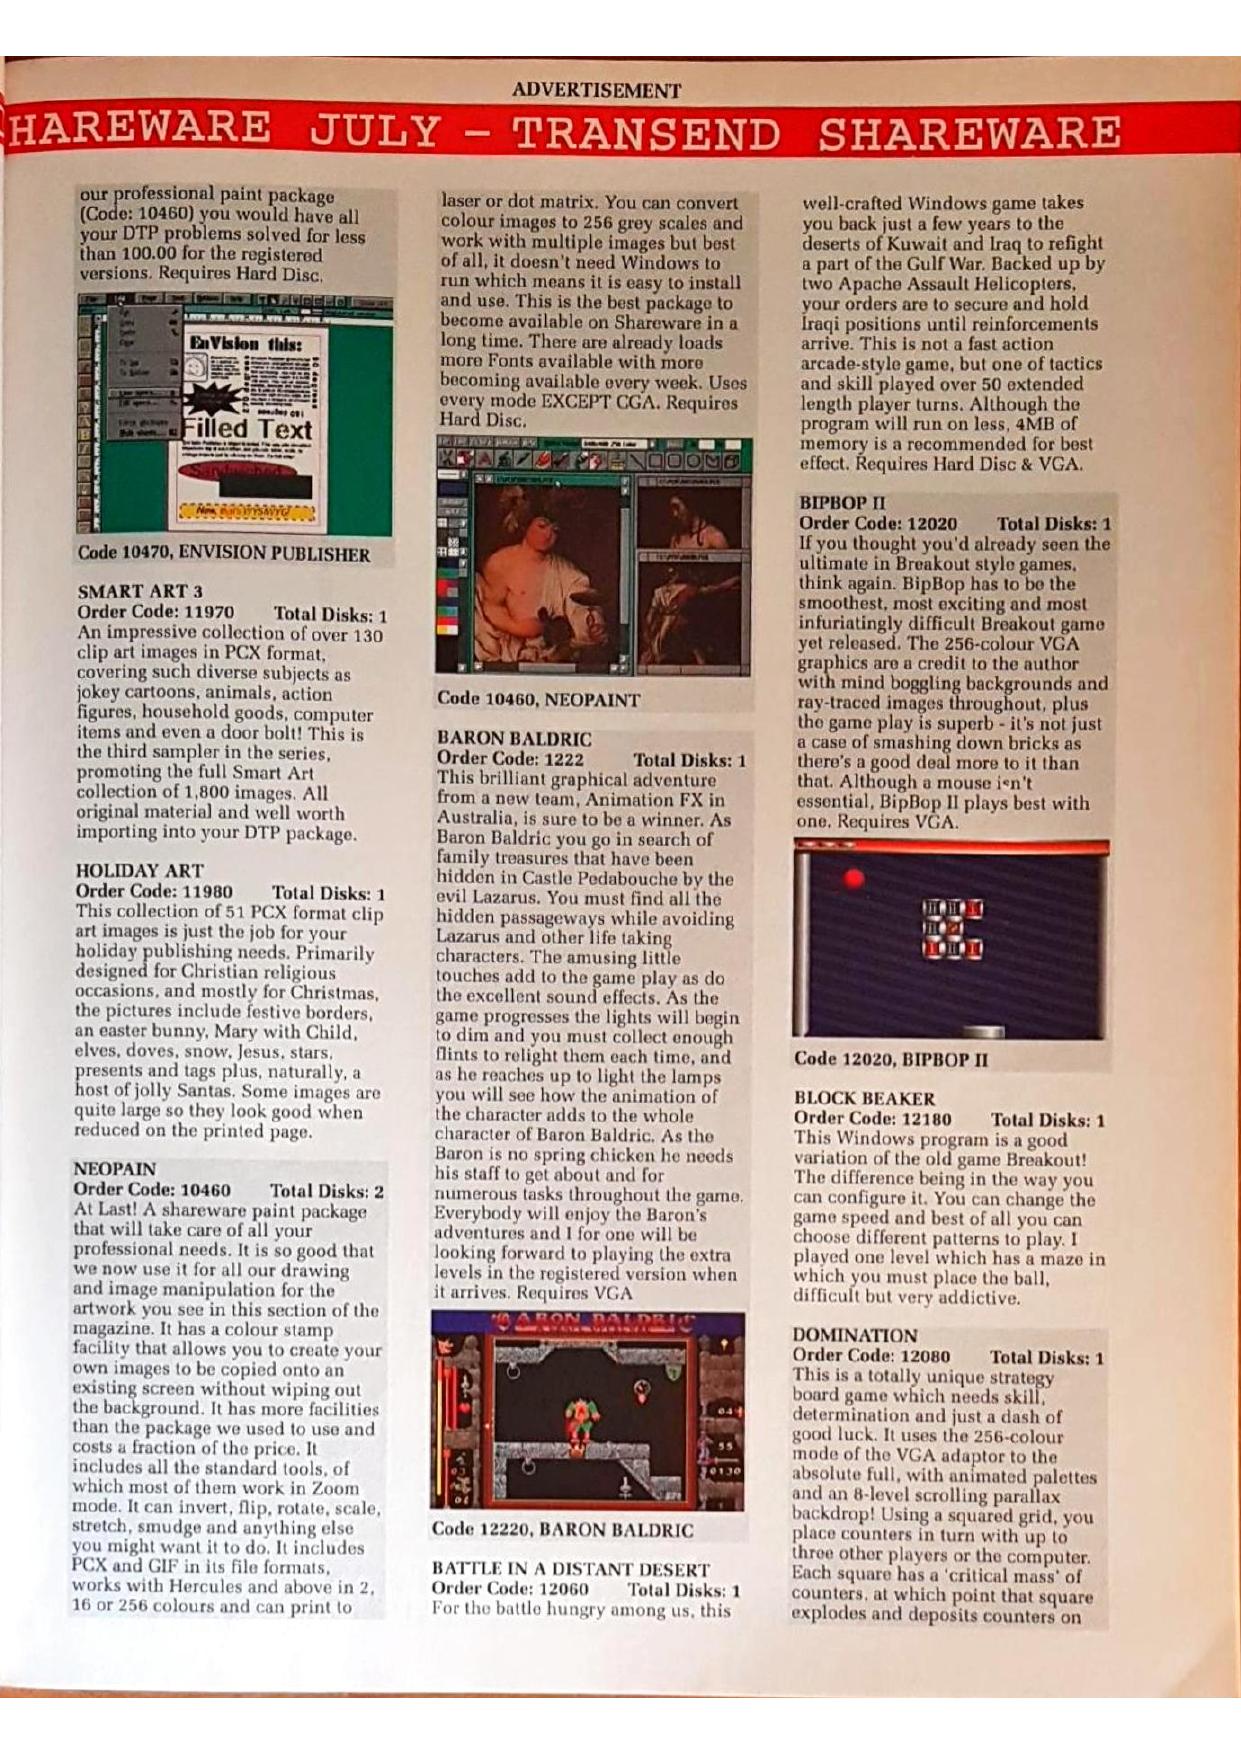 ADVERTISEMENT
HAREWARE JULY – TRANSEND SHAREWARE
our professional paint package
(Code: 10460) you would have all
your DTP problems solved for less
than 100.00 for the registered
versions. Requires Hard Disc.
EnVision this:
Filled Text
Code 10470, ENVISION PUBLISHER
SMART ART 3
Order Code: 11970 Total Disks: 1
An impressive collection of over 130
clip art images in PCX format,
covering such diverse subjects as
jokey cartoons, animals, action
figures, household goods, computer
items and even a door bolt! This is
the third sampler in the series,
promoting the full Smart Art
collection of 1,800 images. All
original material and well worth
importing into your DTP package.
HOLIDAY ART
Order Code: 11980 Total Disks: 1
This collection of 51 PCX format clip
art images is just the job for your
holiday publishing needs. Primarily
designed for Christian religious
occasions, and mostly for Christmas,
the pictures include festive borders,
an easter bunny, Mary with Child,
elves, doves, snow, Jesus, stars,
presents and tags plus, naturally, a
host of jolly Santas. Some images are
quite large so they look good when
reduced on the printed page.
NEOPAIN
Order Code: 10460 Total Disks: 2
At Last! A shareware paint package
that will take care of all your
professional needs. It is so good that
we now use it for all our drawing
and image manipulation for the
artwork you see in this section of the
magazine. It has a colour stamp
facility that allows you to create your
own images to be copied onto an
existing screen without wiping out
the background. It has more facilities
than the package we used to use and
costs a fraction of the price. It
includes all the standard tools, of
which most of them work in Zoom
mode. It can invert, flip, rotate, scale,
stretch, smudge and anything else
you might want it to do. It includes
PCX and GIF in its file formats,
works with Hercules and above in 2,
16 or 256 colours and can print to
laser or dot matrix. You can convert
colour images to 256 grey scales and
work with multiple images but best
of all, it doesn't need Windows to
run which means it is easy to install
and use. This is the best package to
become available on Shareware in a
long time. There are already loads
more Fonts available with more
becoming available every week. Uses
every mode EXCEPT CGA. Requires
Hard Disc.
Code 10460, NEOPAINT
BARON BALDRIC
Order Code: 1222 Total Disks: 1
This brilliant graphical adventure
from a new team, Animation FX in
Australia, is sure to be a winner. As
Baron Baldric you go in search of
family treasures that have been
hidden in Castle Pedabouche by the
evil Lazarus. You must find all the
hidden passageways while avoiding
Lazarus and other life taking
characters. The amusing little
touches add to the game play as do
the excellent sound effects. As the
game progresses the lights will begin
to dim and you must collect enough
flints to relight them each time, and
as he reaches up to light the lamps
you will see how the animation of
the character adds to the whole
character of Baron Baldric. As the
Baron is no spring chicken he needs
his staff to get about and for
numerous tasks throughout the game.
Everybody will enjoy the Baron's
adventures and I for one will be
looking forward to playing the extra
levels in the registered version when
it arrives. Requires VGA
BARON BALDRIC
55
0130
Code 12220, BARON BALDRIC
BATTLE IN A DISTANT DESERT
Order Code: 12060 Total Disks: 1
For the battle hungry among us, this
well-crafted Windows game takes
you back just a few years to the
deserts of Kuwait and Iraq to refight
a part of the Gulf War. Backed up by
two Apache Assault Helicopters,
your orders are to secure and hold
Iraqi positions until reinforcements
arrive. This is not a fast action
arcade-style game, but one of tactics
and skill played over 50 extended
length player turns. Although the
program will run on less, 4MB of
memory is a recommended for best
effect. Requires Hard Disc & VGA.
BIPBOP II
Order Code: 12020 Total Disks: 1
If you thought you'd already seen the
ultimate in Breakout style games,
think again. BipBop has to be the
smoothest, most exciting and most
infuriatingly difficult Breakout game
yet released. The 256-colour VGA
graphics are a credit to the author
with mind boggling backgrounds and
ray-traced images throughout, plus
the game play is superb - it's not just
a case of smashing down bricks as
there's a good deal more to it than
that. Although a mouse isn't
essential, BipBop II plays best with
one. Requires VGA.
Code 12020, BIPBOP II
BLOCK BEAKER
Order Code: 12180 Total Disks: 1
This Windows program is a good
variation of the old game Breakout!
The difference being in the way you
can configure it. You can change the
game speed and best of all you can
choose different patterns to play. I
played one level which has a maze in
which you must place the ball,
difficult but very addictive.
DOMINATION
Order Code: 12080 Total Disks: 1
This is a totally unique strategy
board game which needs skill,
determination and just a dash of
good luck. It uses the 256-colour
mode of the VGA adaptor to the
absolute full, with animated palettes
and an 8-level scrolling parallax
backdrop! Using a squared grid, you
place counters in turn with up to
three other players or the computer.
Each square has a 'critical mass' of
counters, at which point that square
explodes and deposits counters on